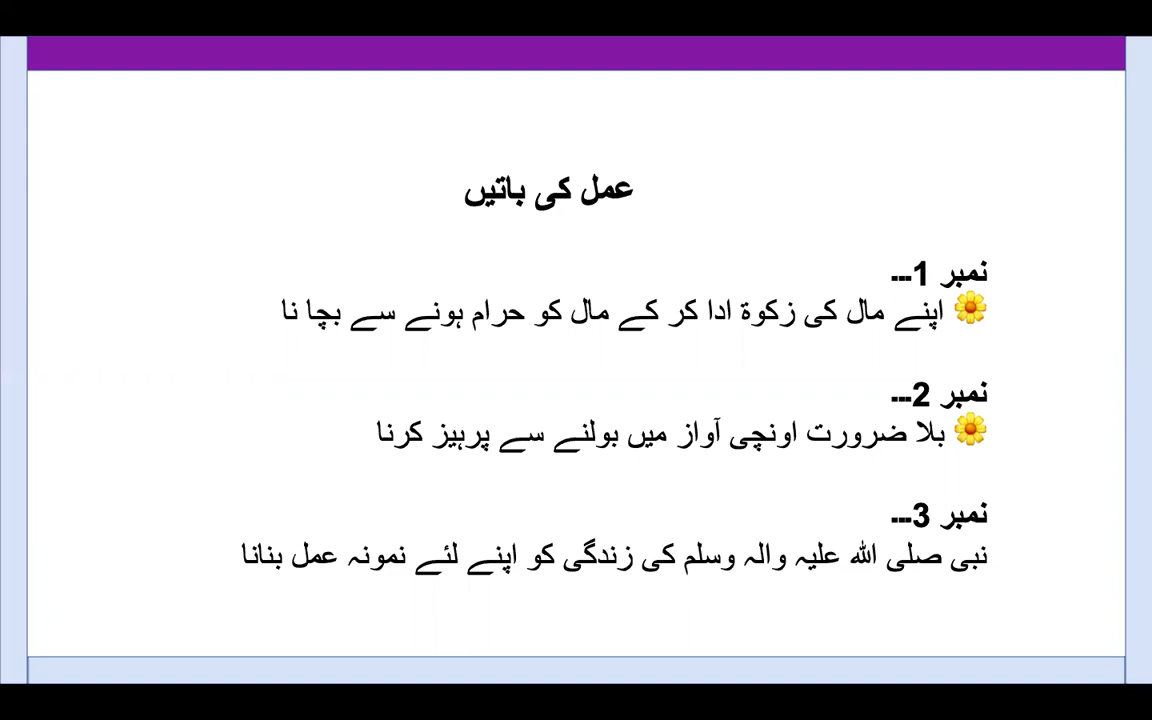 عمل کی باتیں
نمبر 1---
🌼 اپنے مال کی زکوۃ ادا کر کے مال کو حرام ہونے سے بچا نا
نمبر 2---
🌼 بلا ضرورت اونچی آواز میں بولنے سے پرہیز کرنا
نمبر 3---
نبی صلی اللہ علیہ والہ وسلم کی زندگی کو اپنے لئے نمونہ عمل بنانا